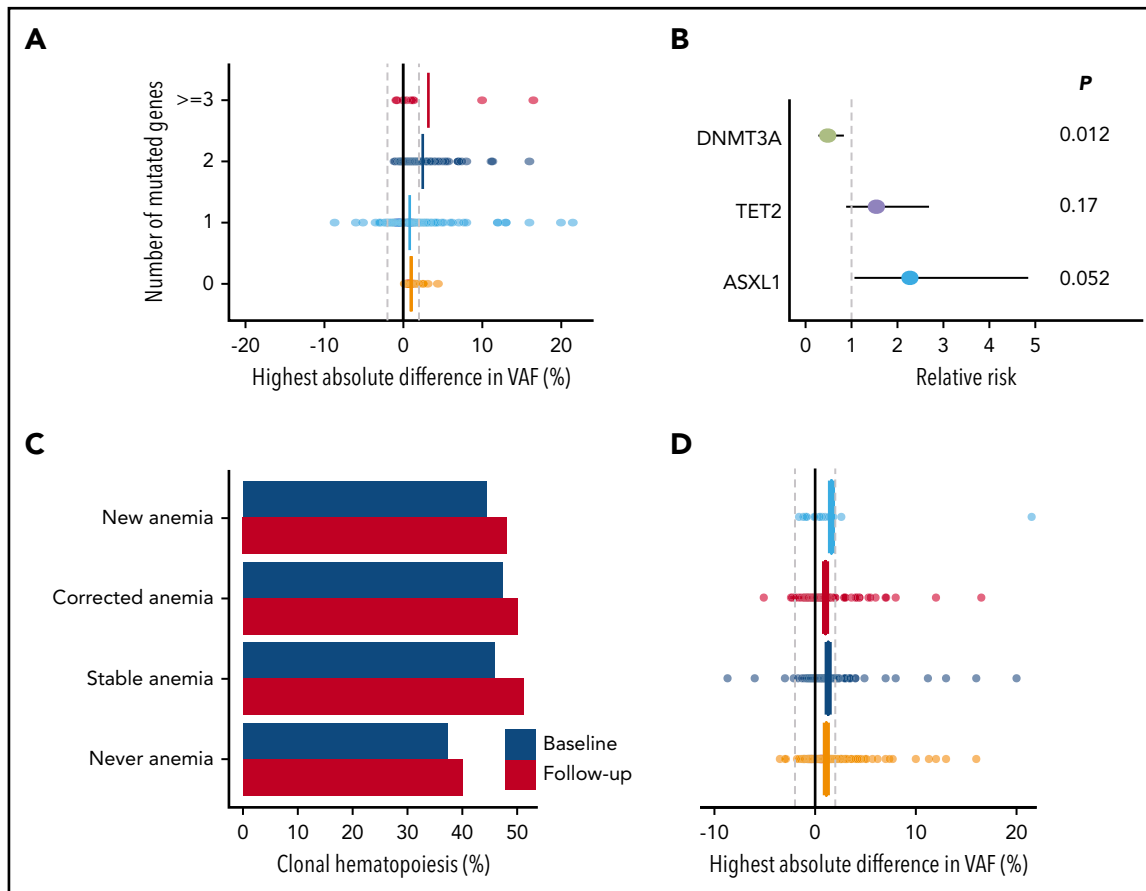 A
Number of mutated genes
>=3
2
1
0
-20
-10
0
10
20
Highest absolute difference in VAF (%)
B
P
DNMT3A
0.012
TET2
0.17
ASXL1
0.052
0
1
2
3
4
5
Relative risk
C
New anemia
Corrected anemia
Stable anemia
Never anemia
Baseline
Follow-up
0
10
20
30
40
50
Clonal hematopoiesis (%)
D
-10
0
10
20
Highest absolute difference in VAF (%)